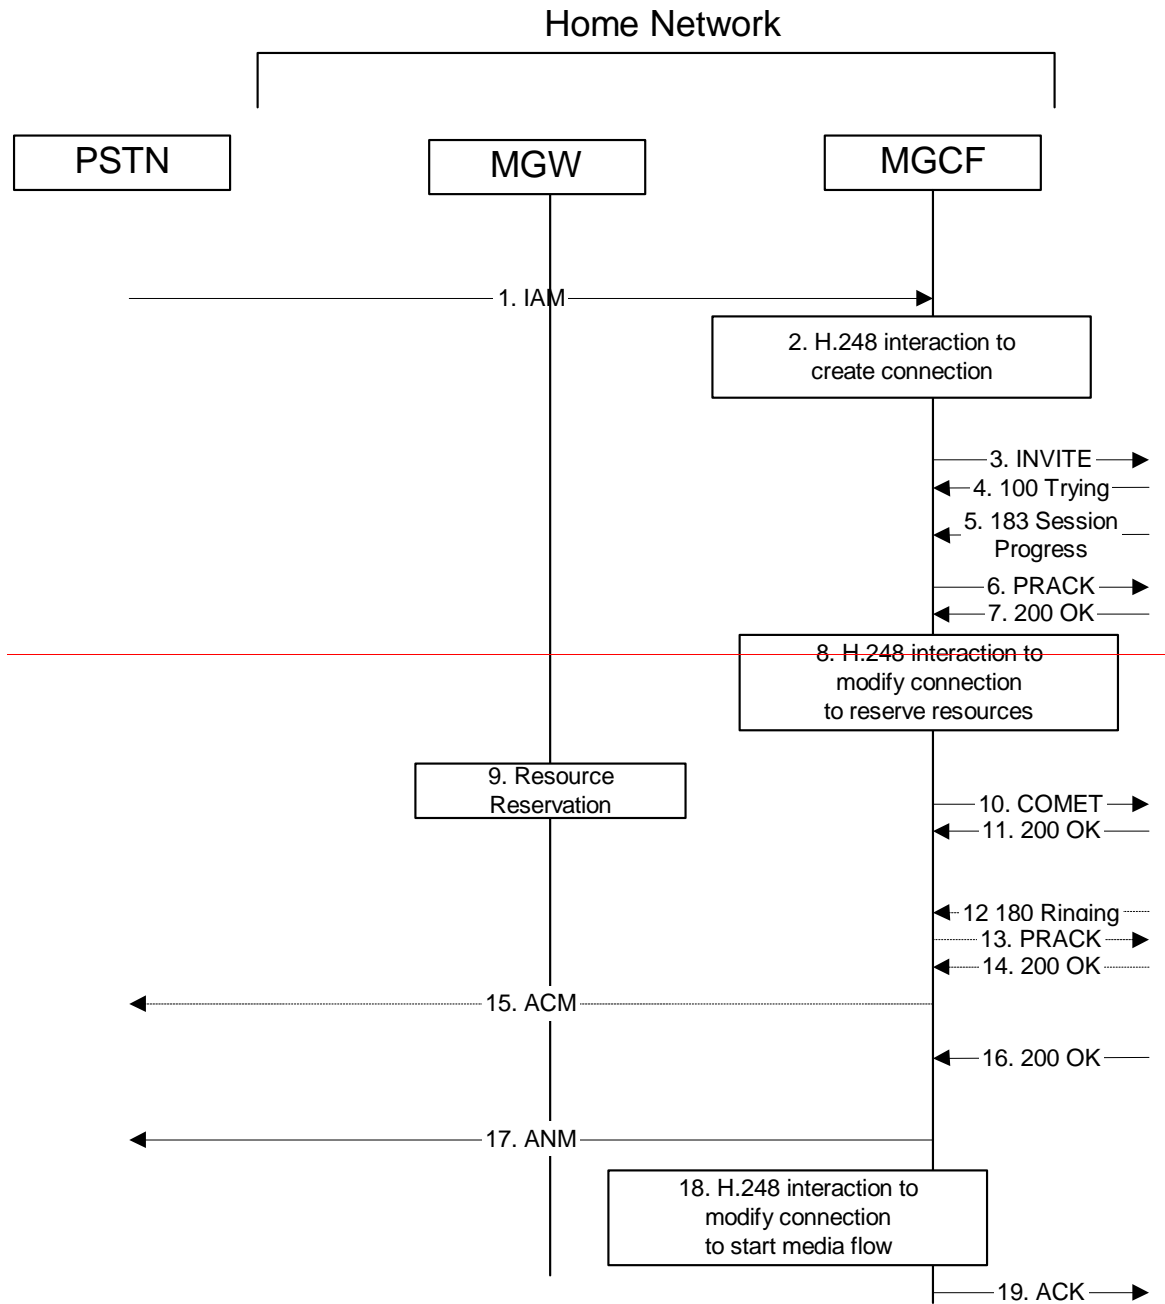 Home Network
PSTN
MGW
MGCF
1. IAM
2. H.248 interaction to
create connection
3. INVITE
4. 100 Trying
5. 183 Session
Progress
6. PRACK
7. 200 OK
8. H.248 interaction to
modify connection
to reserve resources
9. Resource
Reservation
10. COMET
11. 200 OK
12 180 Ringing
13. PRACK
14. 200 OK
15. ACM
16. 200 OK
17. ANM
18. H.248 interaction to
modify connection
to start media flow
19. ACK